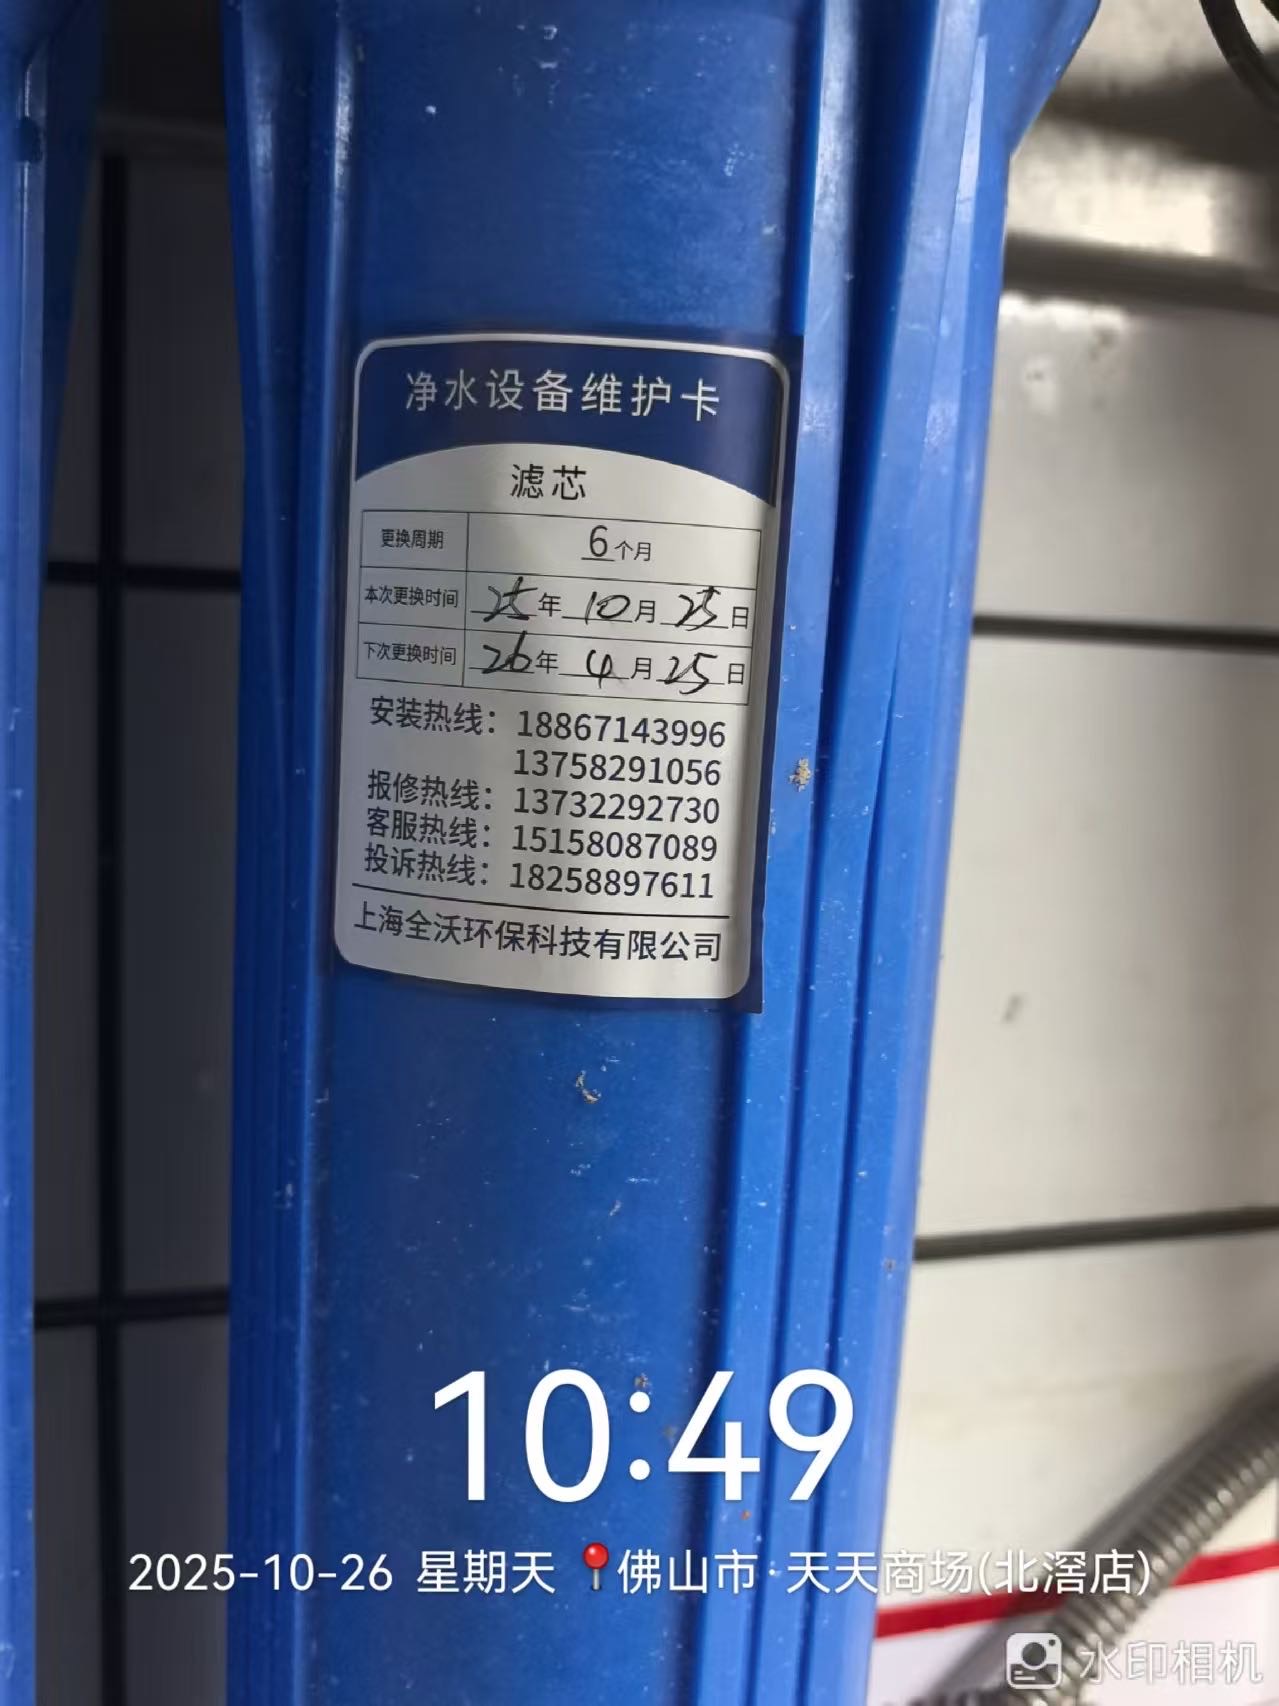 净水设备维护卡
滤芯
更换周期 6个月
本次更换时间 25年10月25日
下次更换时间 26年4月25日
安装热线：18867143996
13758291056
报修热线：13732292730
客服热线：15158087089
投诉热线：18258897611
上海全沃环保科技有限公司
10:49
2025-10-26 星期天 佛山市·天天商场(北滘店)
水印相机